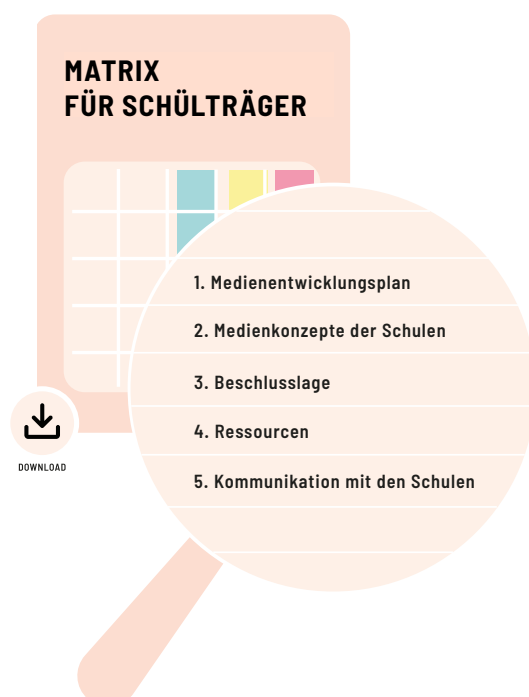 MATRIX
FÜR SCHÜLTRÄGER
1. Medienentwicklungsplan
2. Medienkonzepte der Schulen
3. Beschlusslage
4. Ressourcen
5. Kommunikation mit den Schulen
DOWNLOAD